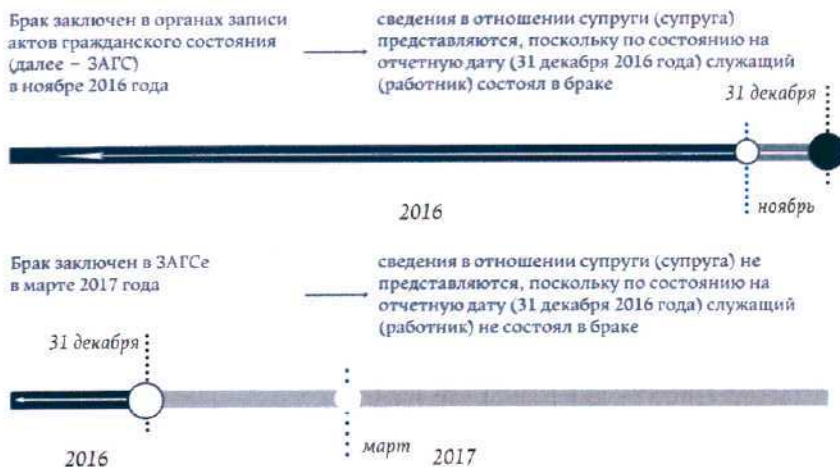 Брак заключен в органах записи
актов гражданского состояния
(далее – ЗАГС)
в ноябре 2016 года
сведения в отношении супруги (супруга)
представляются, поскольку по состоянию на
отчетную дату (31 декабря 2016 года) служащий
(работник) состоял в браке
31 декабря
2016
ноябрь
Брак заключен в ЗАГСе
в марте 2017 года
сведения в отношении супруги (супруга) не
представляются, поскольку по состоянию на
отчетную дату (31 декабря 2016 года) служащий
(работник) не состоял в браке
31 декабря
март
2016
2017